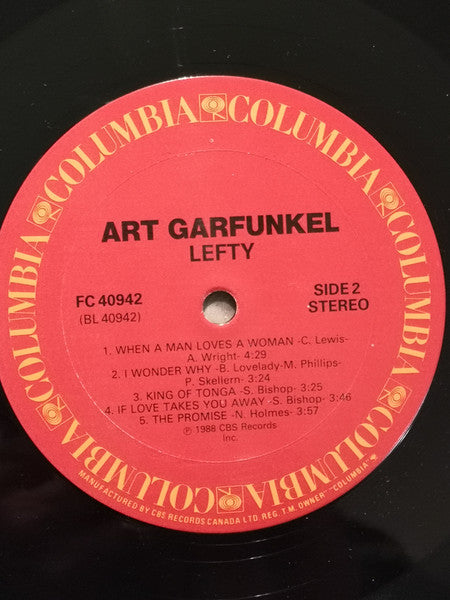 COLUMBIA COLUMBIA COLUMBIA COLUMBIA COLUMBIA COLUMBIA
ART GARFUNKEL
LEFTY
FC 40942
(BL 40942)
SIDE 2
STEREO
1. WHEN A MAN LOVES A WOMAN -C. Lewis-
A. Wright- 4:29
2. I WONDER WHY -B. Lovelady-M. Phillips-
P. Skellern- 3:24
3. KING OF TONGA -S. Bishop- 3:25
4. IF LOVE TAKES YOU AWAY -S. Bishop- 3:46
5. THE PROMISE -N. Holmes- 3:57
℗ 1988 CBS Records
Inc.
MANUFACTURED BY CBS RECORDS CANADA LTD. REG. T.M. OWNER "COLUMBIA".